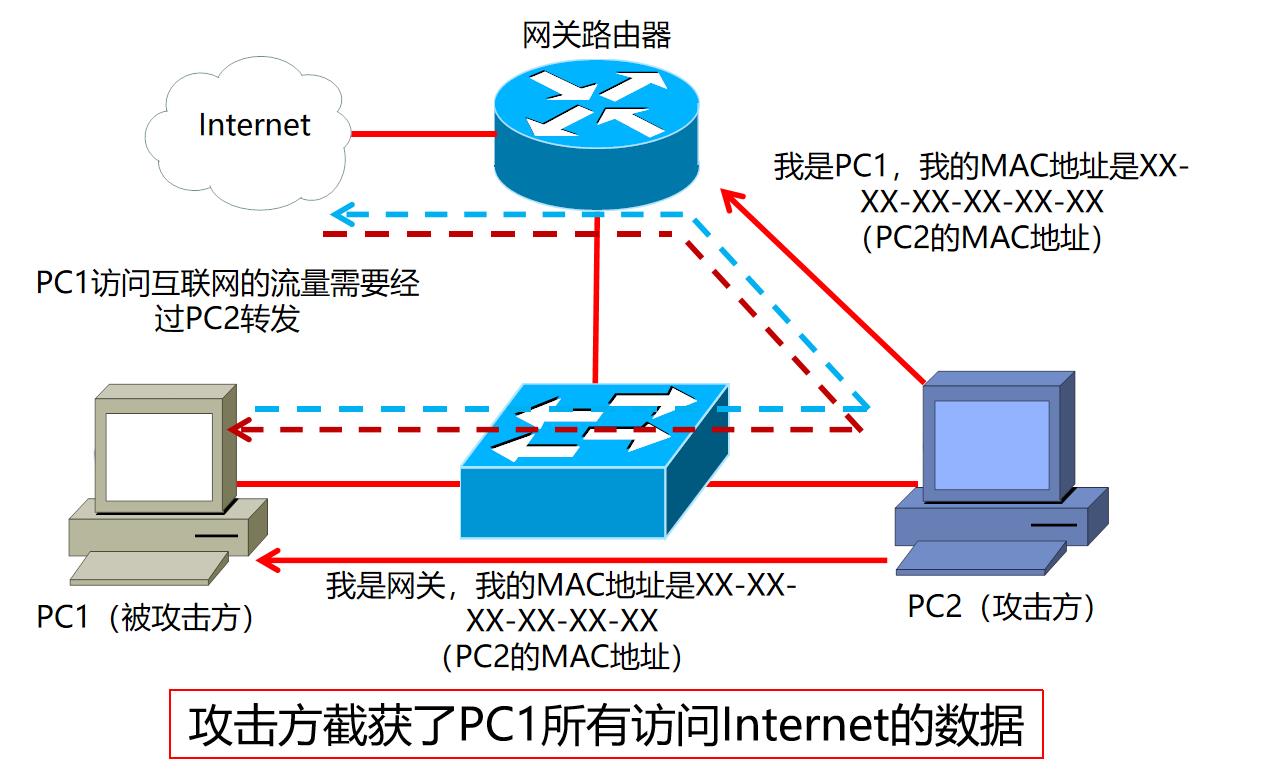 网关路由器
Internet
我是PC1，我的MAC地址是XX-
XX-XX-XX-XX-XX
（PC2的MAC地址）
PC1访问互联网的流量需要经
过PC2转发
PC1（被攻击方）
我是网关，我的MAC地址是XX-XX-
XX-XX-XX-XX
（PC2的MAC地址）
PC2（攻击方）
攻击方截获了PC1所有访问Internet的数据